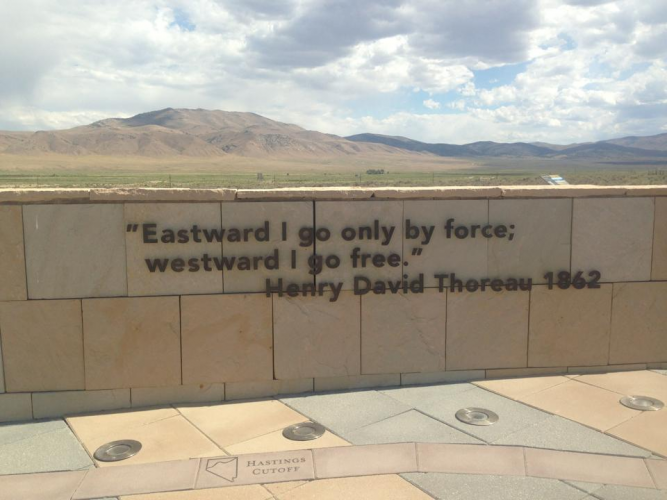 "Eastward I go only by force;
westward I go free."
Henry David Thoreau 1862
HASTINGS
CUTOFF